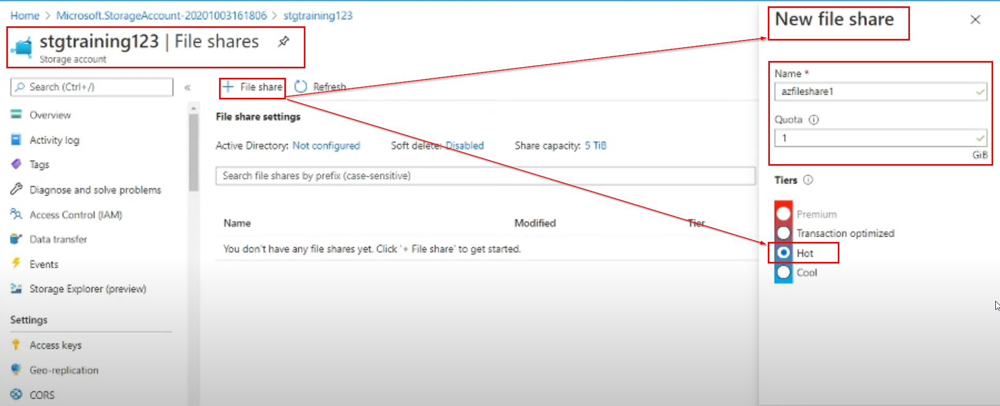 Home > Microsoft.StorageAccount-20201003161806 > stgtraining123
stgtraining123 | File shares
Storage account
Search (Ctrl+/)
«
Overview
Activity log
Tags
Diagnose and solve problems
Access Control (IAM)
Data transfer
Events
Storage Explorer (preview)
Settings
Access keys
Geo-replication
CORS
+ File share
Refresh
File share settings
Active Directory: Not configured Soft delete: Disabled Share capacity: 5 TiB
Search file shares by prefix (case-sensitive)
Name Modified Tier
You don't have any file shares yet. Click '+ File share' to get started.
New file share
Name *
azfileshare1
Quota
1
GiB
Tiers
Premium
Transaction optimized
Hot
Cool